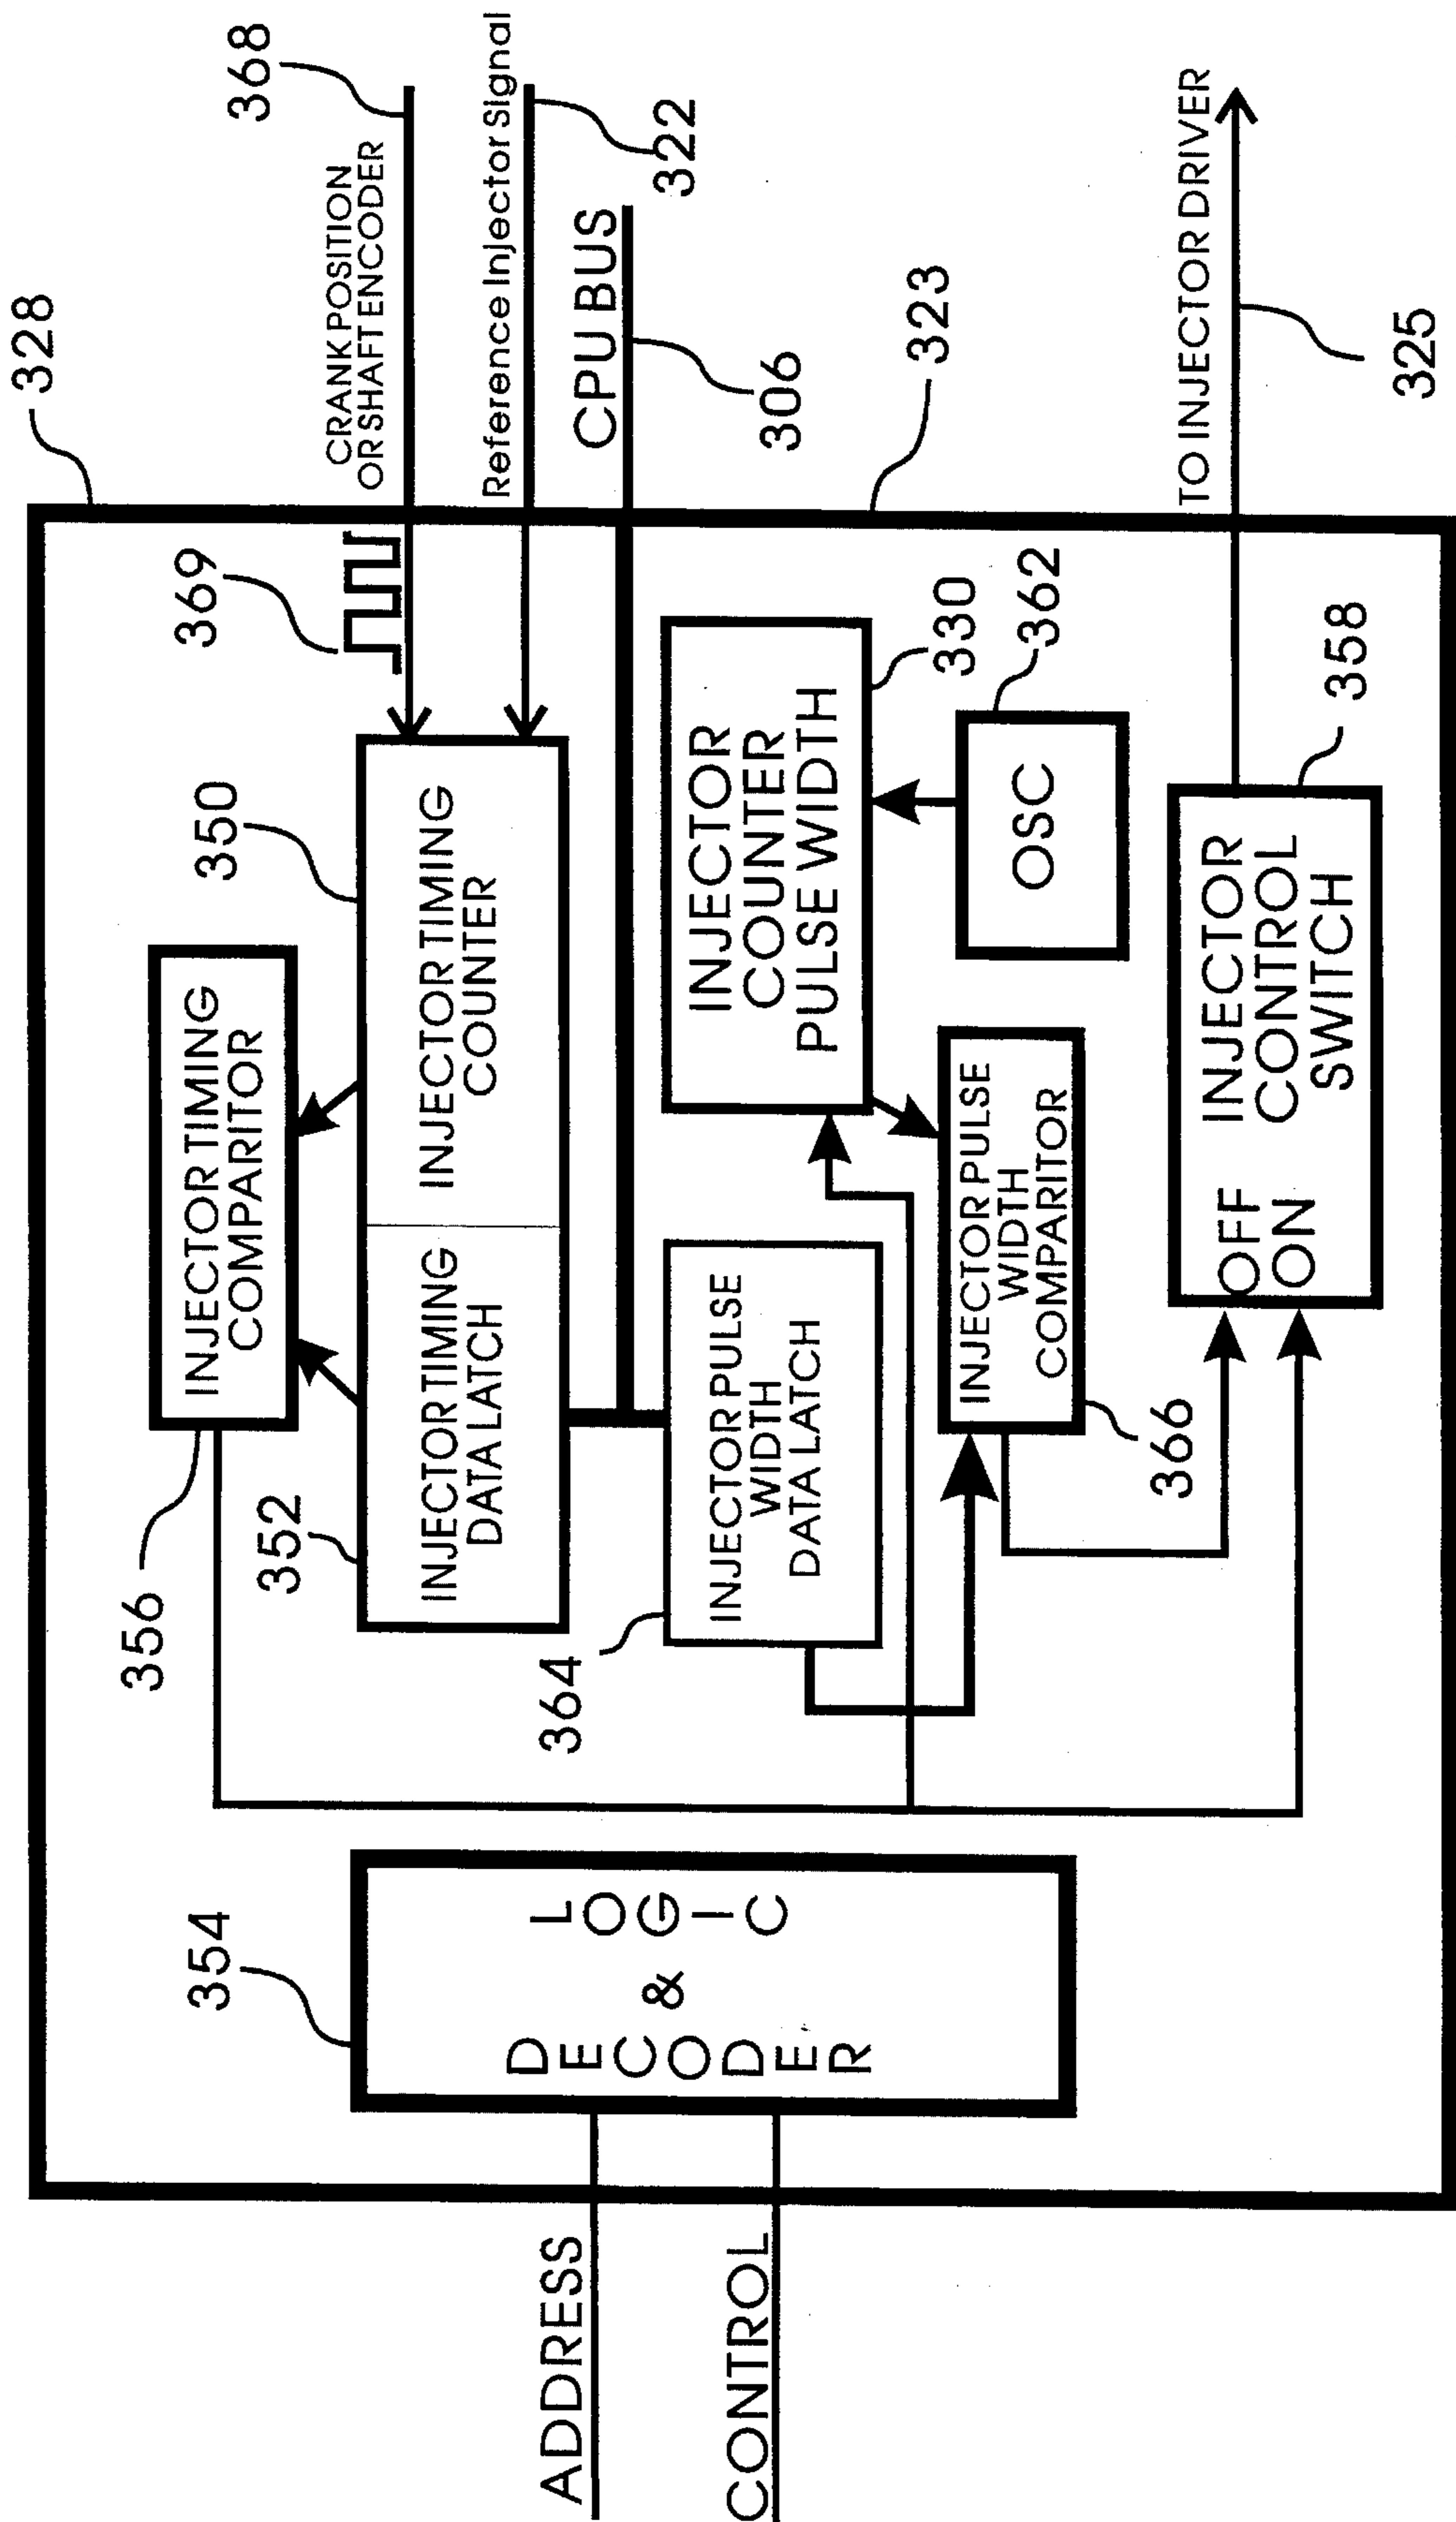 328
368
CRANK POSITION
OR SHAFT ENCODER
369
Reference Injector Signal
322
CPU BUS
306
323
350
356
INJECTOR TIMING
COMPARITOR
352
INJECTOR TIMING
DATA LATCH
INJECTOR TIMING
COUNTER
364
INJECTOR PULSE
WIDTH
DATA LATCH
INJECTOR
COUNTER
PULSE WIDTH
330
362
OSC
INJECTOR PULSE
WIDTH
COMPARITOR
366
OFF
ON
INJECTOR
CONTROL
SWITCH
358
TO INJECTOR DRIVER
325
354
DECODER
&
LOGIC
ADDRESS
CONTROL